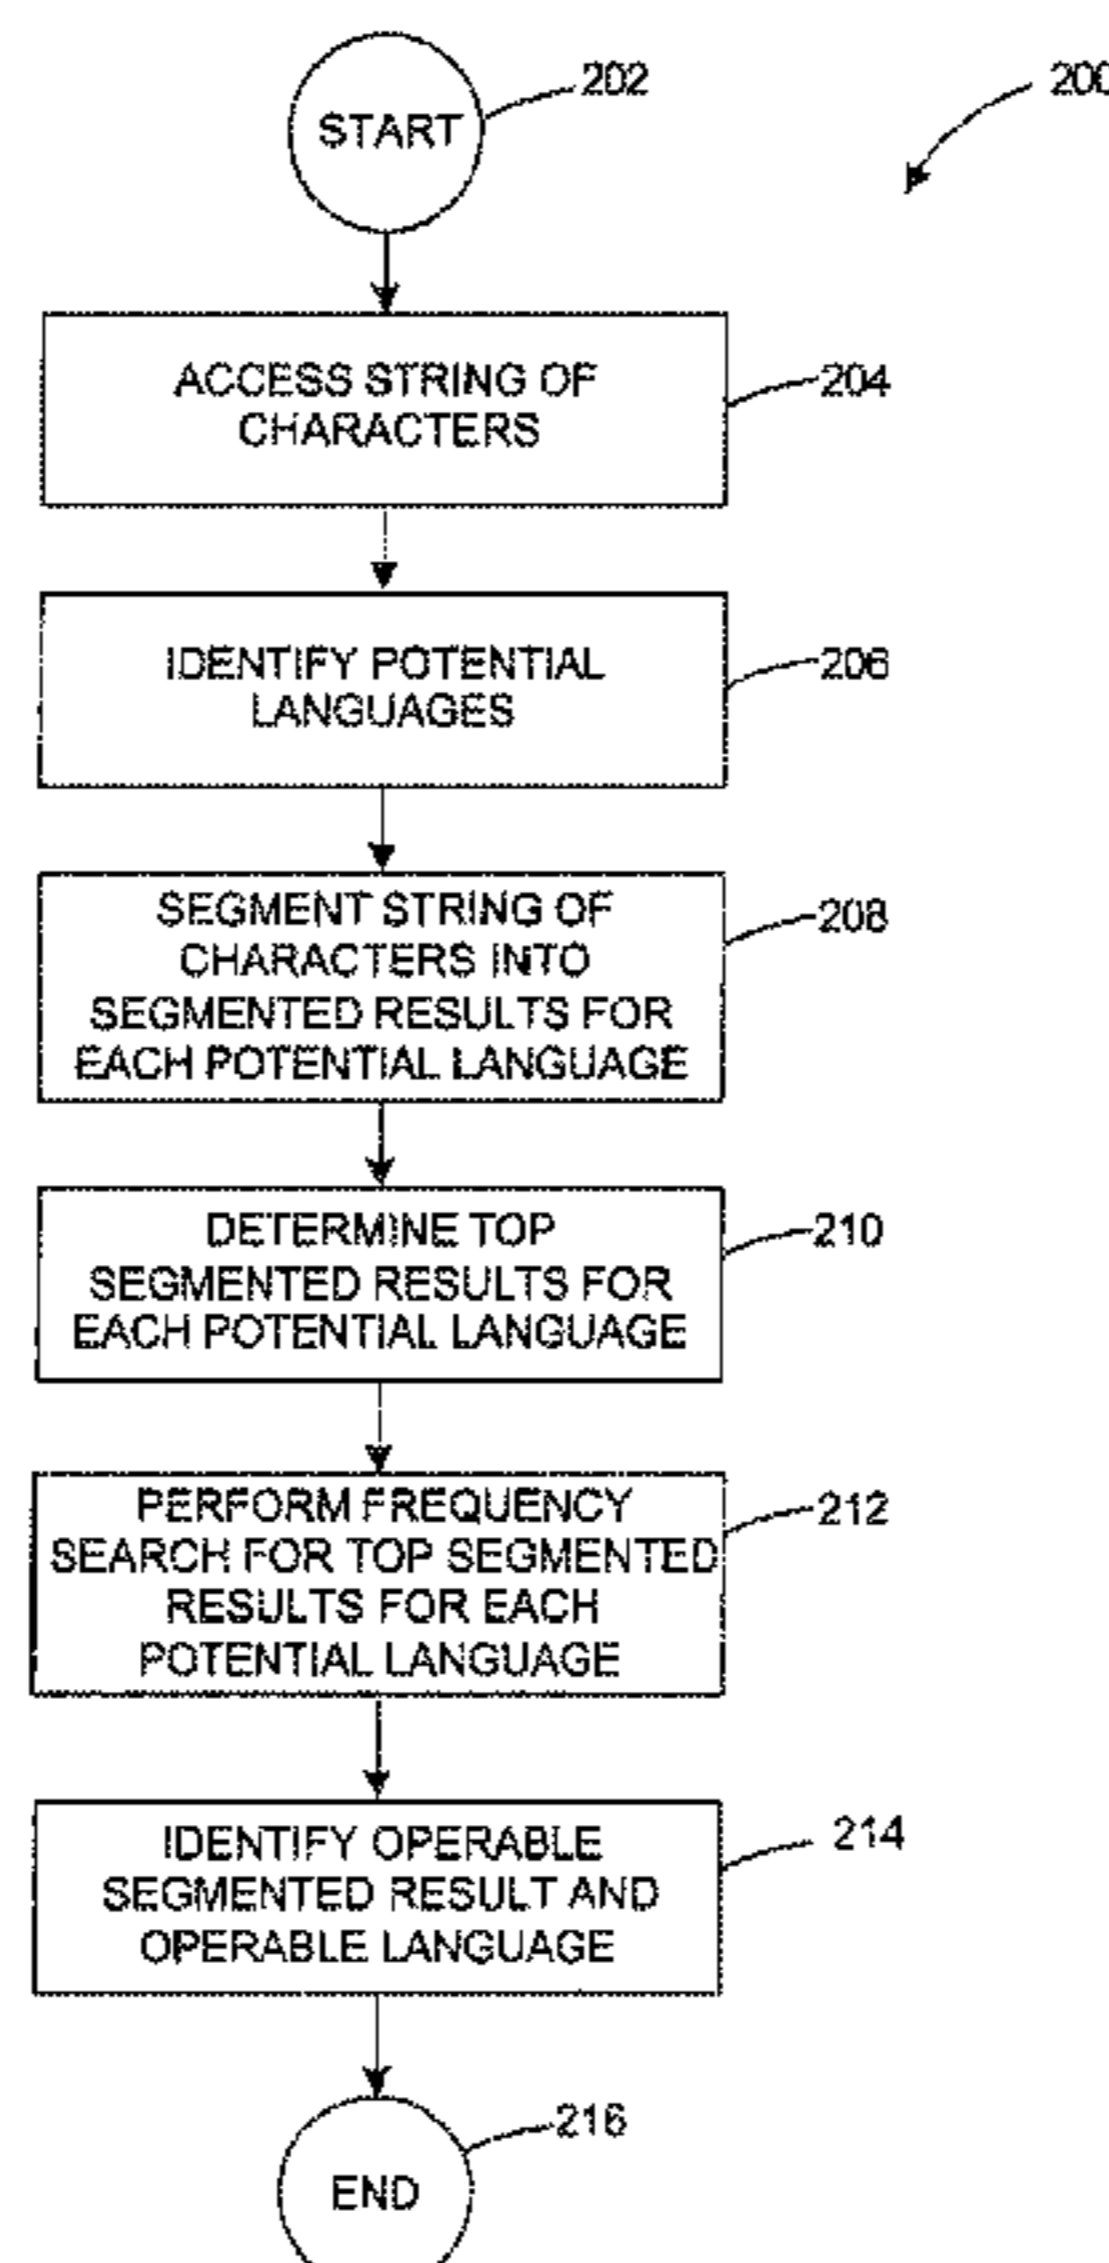 202
200
START
ACCESS STRING OF
CHARACTERS
204
IDENTIFY POTENTIAL
LANGUAGES
206
SEGMENT STRING OF
CHARACTERS INTO
SEGMENTED RESULTS FOR
EACH POTENTIAL LANGUAGE
208
DETERMINE TOP
SEGMENTED RESULTS FOR
EACH POTENTIAL LANGUAGE
210
PERFORM FREQUENCY
SEARCH FOR TOP SEGMENTED
RESULTS FOR EACH
POTENTIAL LANGUAGE
212
IDENTIFY OPERABLE
SEGMENTED RESULT AND
OPERABLE LANGUAGE
214
216
END